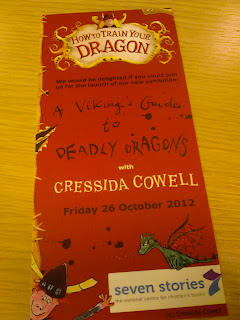 HOW TO TRAIN YOUR
DRAGON
We would be delighted if you could join
us for the launch of our new exhibition
A Viking's Guide
to
DEADLY DRAGONS
with
CRESSIDA COWELL
Friday 26 October 2012
seven stories
the national centre for children's books
CRESSIDA COWELL